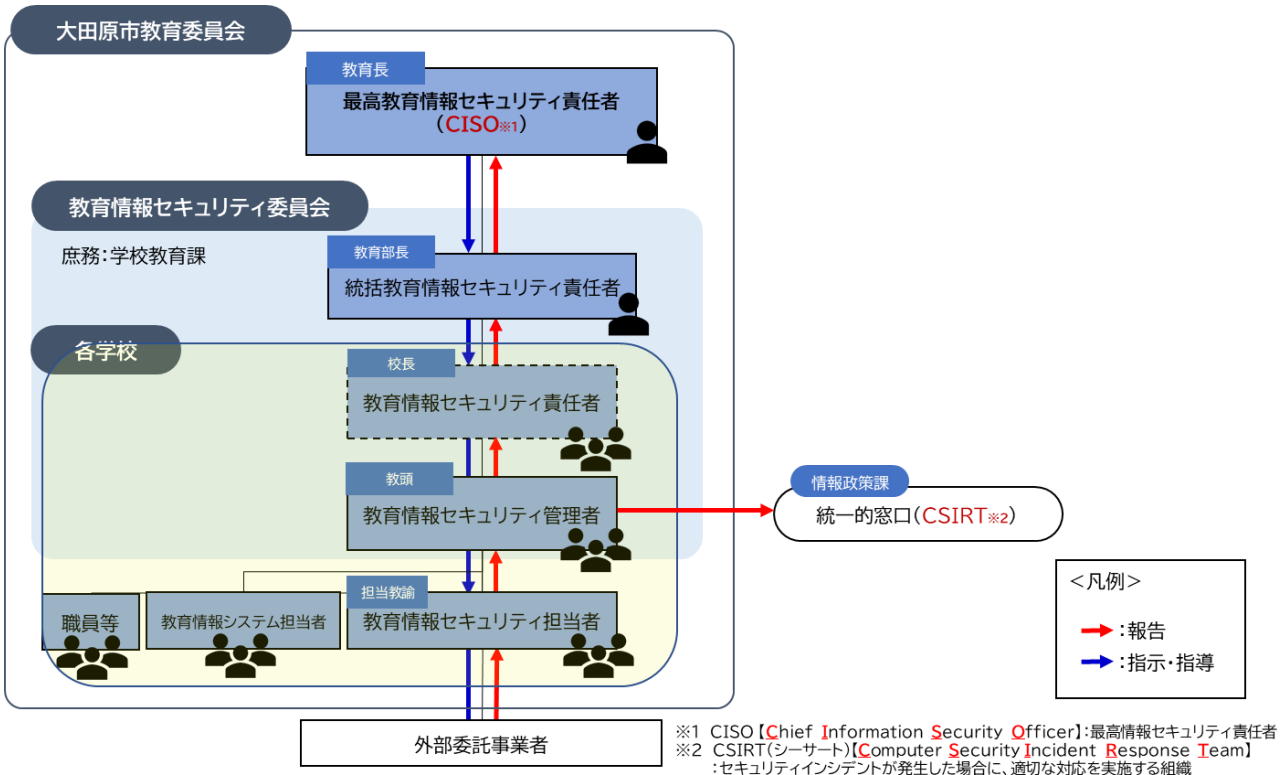 大田原市教育委員会
教育長
最高教育情報セキュリティ責任者
（CISO※1）
教育情報セキュリティ委員会
庶務：学校教育課
教育部長
統括教育情報セキュリティ責任者
各学校
校長
教育情報セキュリティ責任者
教頭
教育情報セキュリティ管理者
情報政策課
統一的窓口（CSIRT※2）
担当教諭
職員等
教育情報システム担当者
教育情報セキュリティ担当者
外部委託事業者
＜凡例＞
：報告
：指示・指導
※1 CISO【Chief Information Security Officer】：最高情報セキュリティ責任者
※2 CSIRT（シーサート）【Computer Security Incident Response Team】
：セキュリティインシデントが発生した場合に、適切な対応を実施する組織